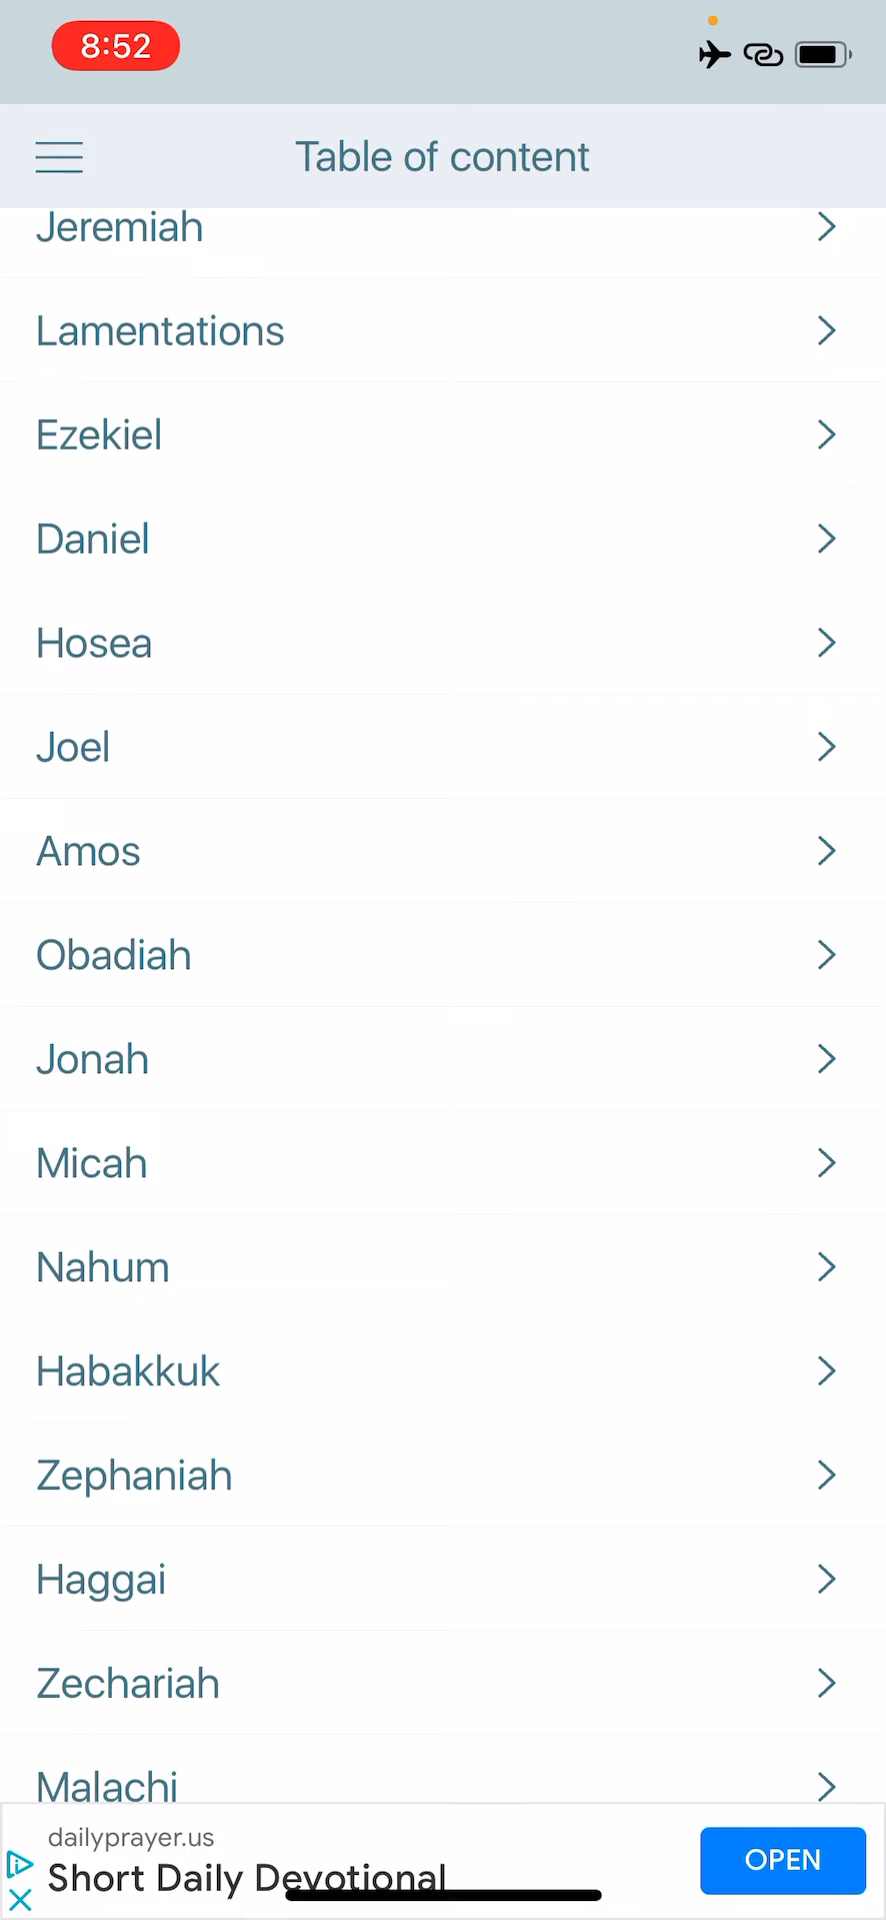 8:52
Table of content
Jeremiah
Lamentations
Ezekiel
Daniel
Hosea
Joel
Amos
Obadiah
Jonah
Micah
Nahum
Habakkuk
Zephaniah
Haggai
Zechariah
Malachi
dailyprayer.us
Short Daily Devotional
OPEN